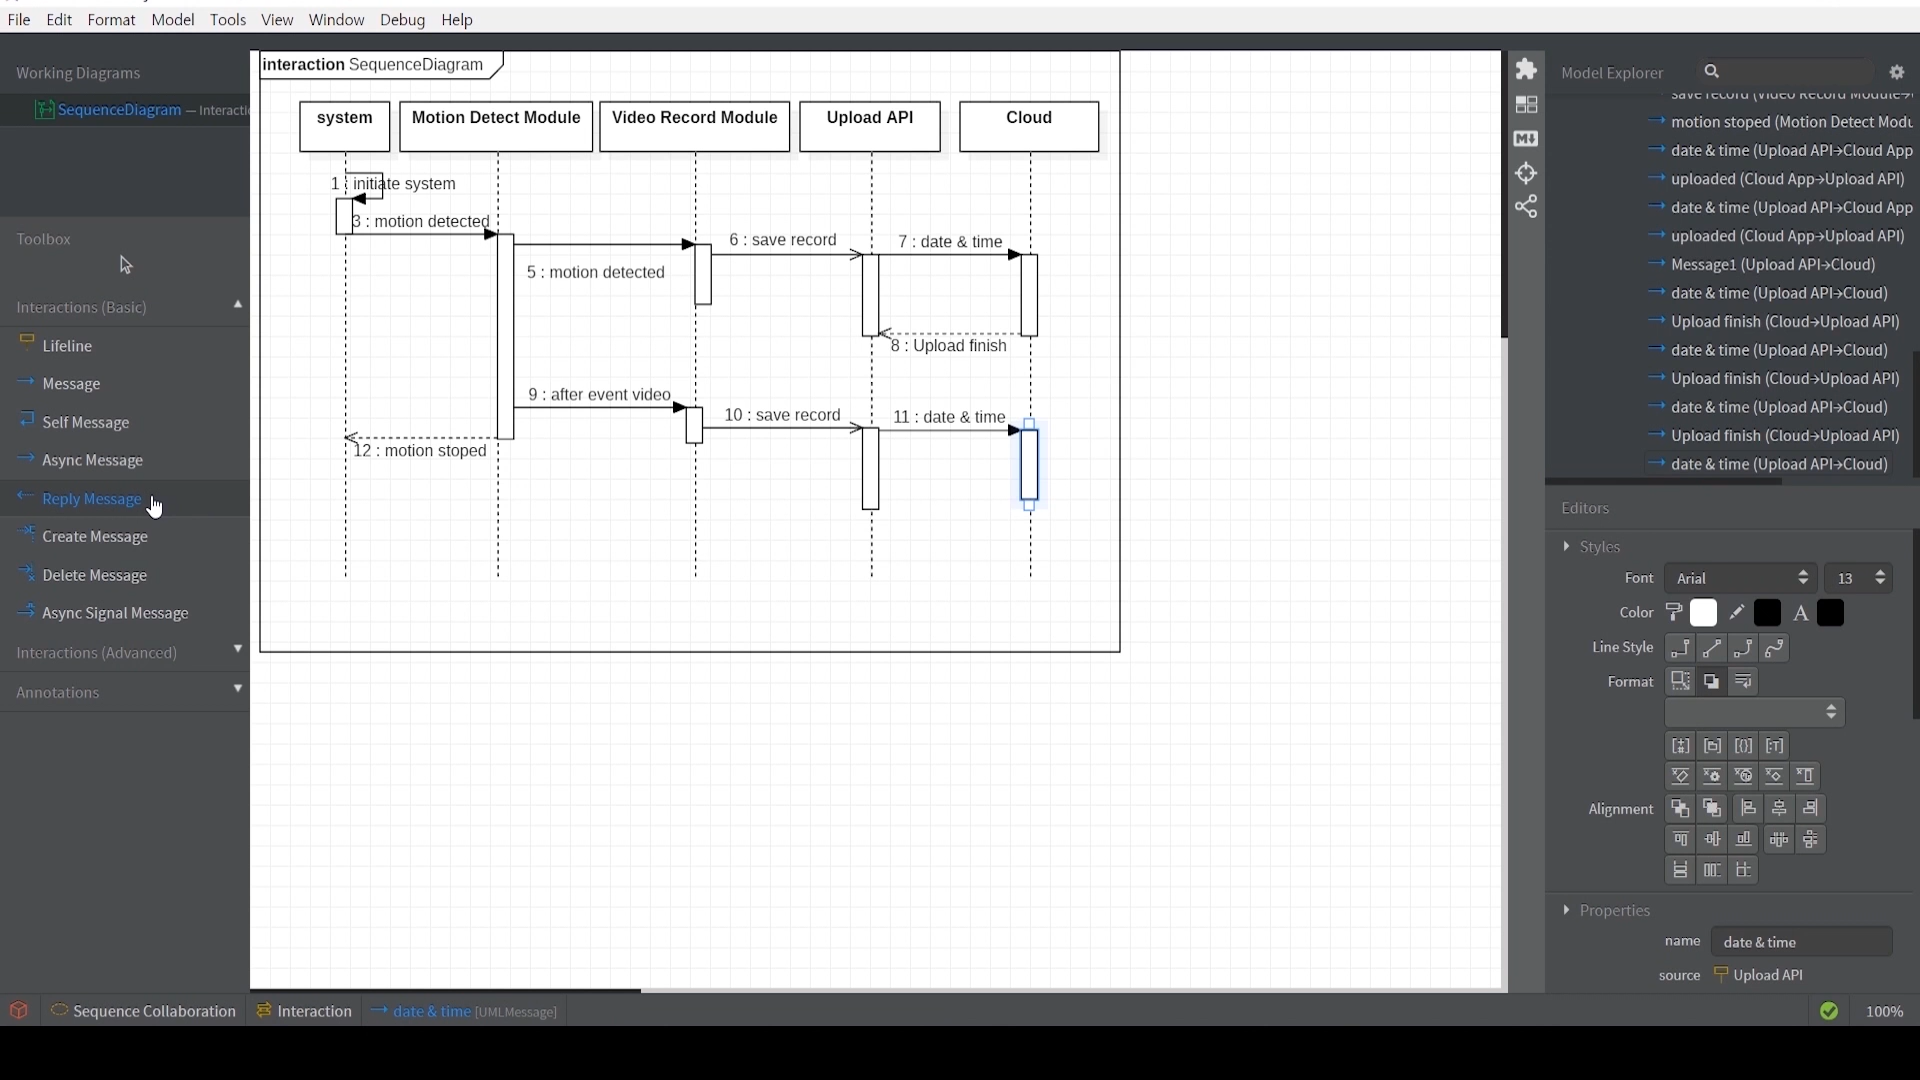 File Edit Format Model Tools View Window Debug Help
Working Diagrams
SequenceDiagram — Interacti
Toolbox
Interactions (Basic)
Lifeline
Message
Self Message
Async Message
Reply Message
Create Message
Delete Message
Async Signal Message
Interactions (Advanced)
Annotations
interaction SequenceDiagram
system
Motion Detect Module
Video Record Module
Upload API
Cloud
1 : initiate system
3 : motion detected
5 : motion detected
6 : save record
7 : date & time
8 : Upload finish
9 : after event video
10 : save record
11 : date & time
12 : motion stoped
Model Explorer
save record (Video Record Module→
motion stoped (Motion Detect Modu
date & time (Upload API→Cloud App
uploaded (Cloud App→Upload API)
date & time (Upload API→Cloud App
uploaded (Cloud App→Upload API)
Message1 (Upload API→Cloud)
date & time (Upload API→Cloud)
Upload finish (Cloud→Upload API)
date & time (Upload API→Cloud)
Upload finish (Cloud→Upload API)
date & time (Upload API→Cloud)
Upload finish (Cloud→Upload API)
date & time (Upload API→Cloud)
Editors
Styles
Font Arial 13
Color A
Line Style
Format
Alignment
Properties
name date & time
source Upload API
Sequence Collaboration Interaction date & time [UMLMessage] 100%